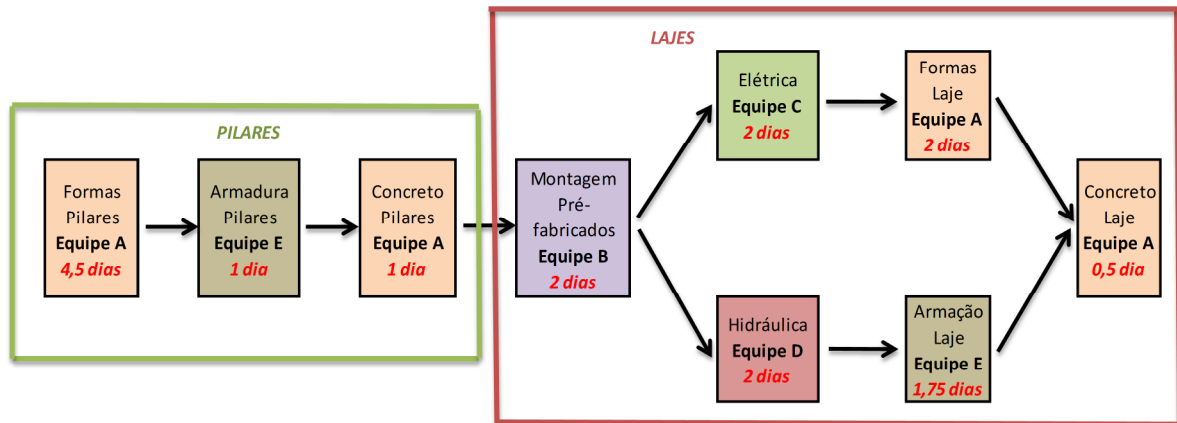 LAJES
PILARES
Formas
Pilares
Equipe A
4,5 dias
Armadura
Pilares
Equipe E
1 dia
Concreto
Pilares
Equipe A
1 dia
Montagem
Pré-
fabricados
Equipe B
2 dias
Elétrica
Equipe C
2 dias
Formas
Laje
Equipe A
2 dias
Hidráulica
Equipe D
2 dias
Armação
Laje
Equipe E
1,75 dias
Concreto
Laje
Equipe A
0,5 dia